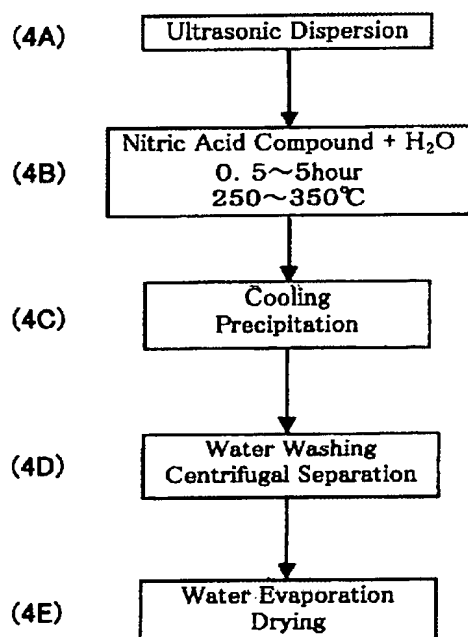 (4A) Ultrasonic Dispersion
(4B) Nitric Acid Compound + H₂O
0. 5~5hour
250~350℃
(4C) Cooling
Precipitation
(4D) Water Washing
Centrifugal Separation
(4E) Water Evaporation
Drying